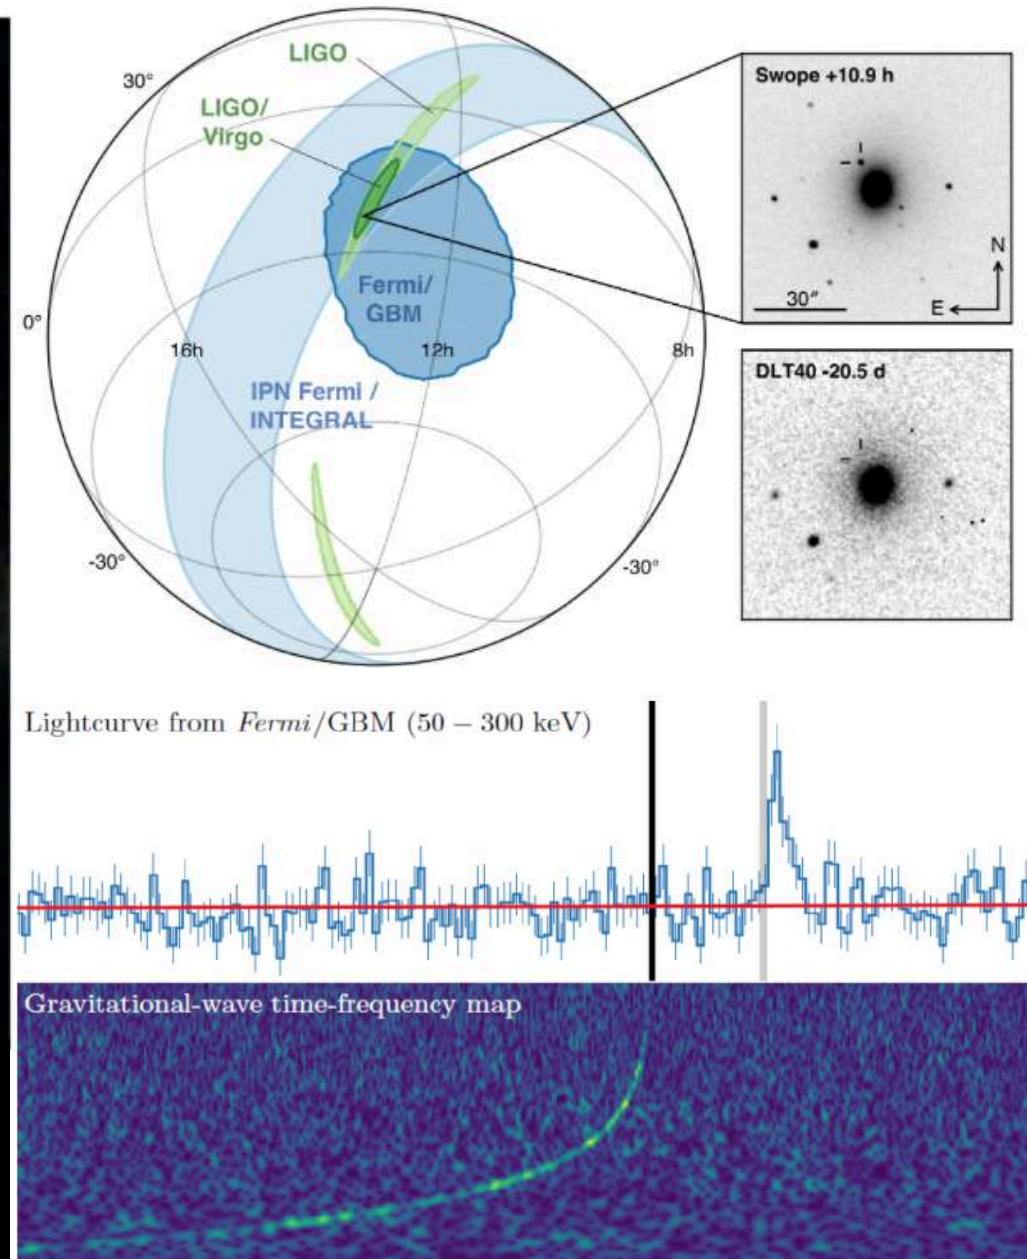 LIGO
LIGO/
Virgo
Fermi/
GBM
IPN Fermi /
INTEGRAL
30°
0°
-30°
-30°
16h
12h
8h
Swope +10.9 h
30"
N
E
DLT40 -20.5 d
Lightcurve from Fermi/GBM (50 – 300 keV)
Gravitational-wave time-frequency map